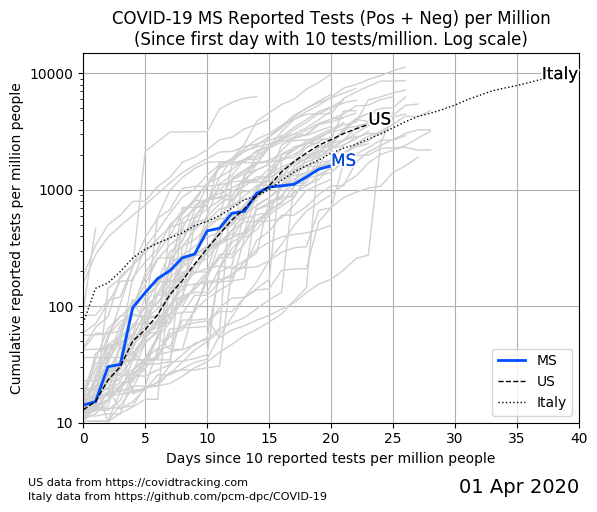 COVID-19 MS Reported Tests (Pos + Neg) per Million
(Since first day with 10 tests/million. Log scale)
Cumulative reported tests per million people
10000
1000
100
10
Italy
US
MS
MS
US
Italy
0 5 10 15 20 25 30 35 40
Days since 10 reported tests per million people
US data from https://covidtracking.com
Italy data from https://github.com/pcm-dpc/COVID-19
01 Apr 2020